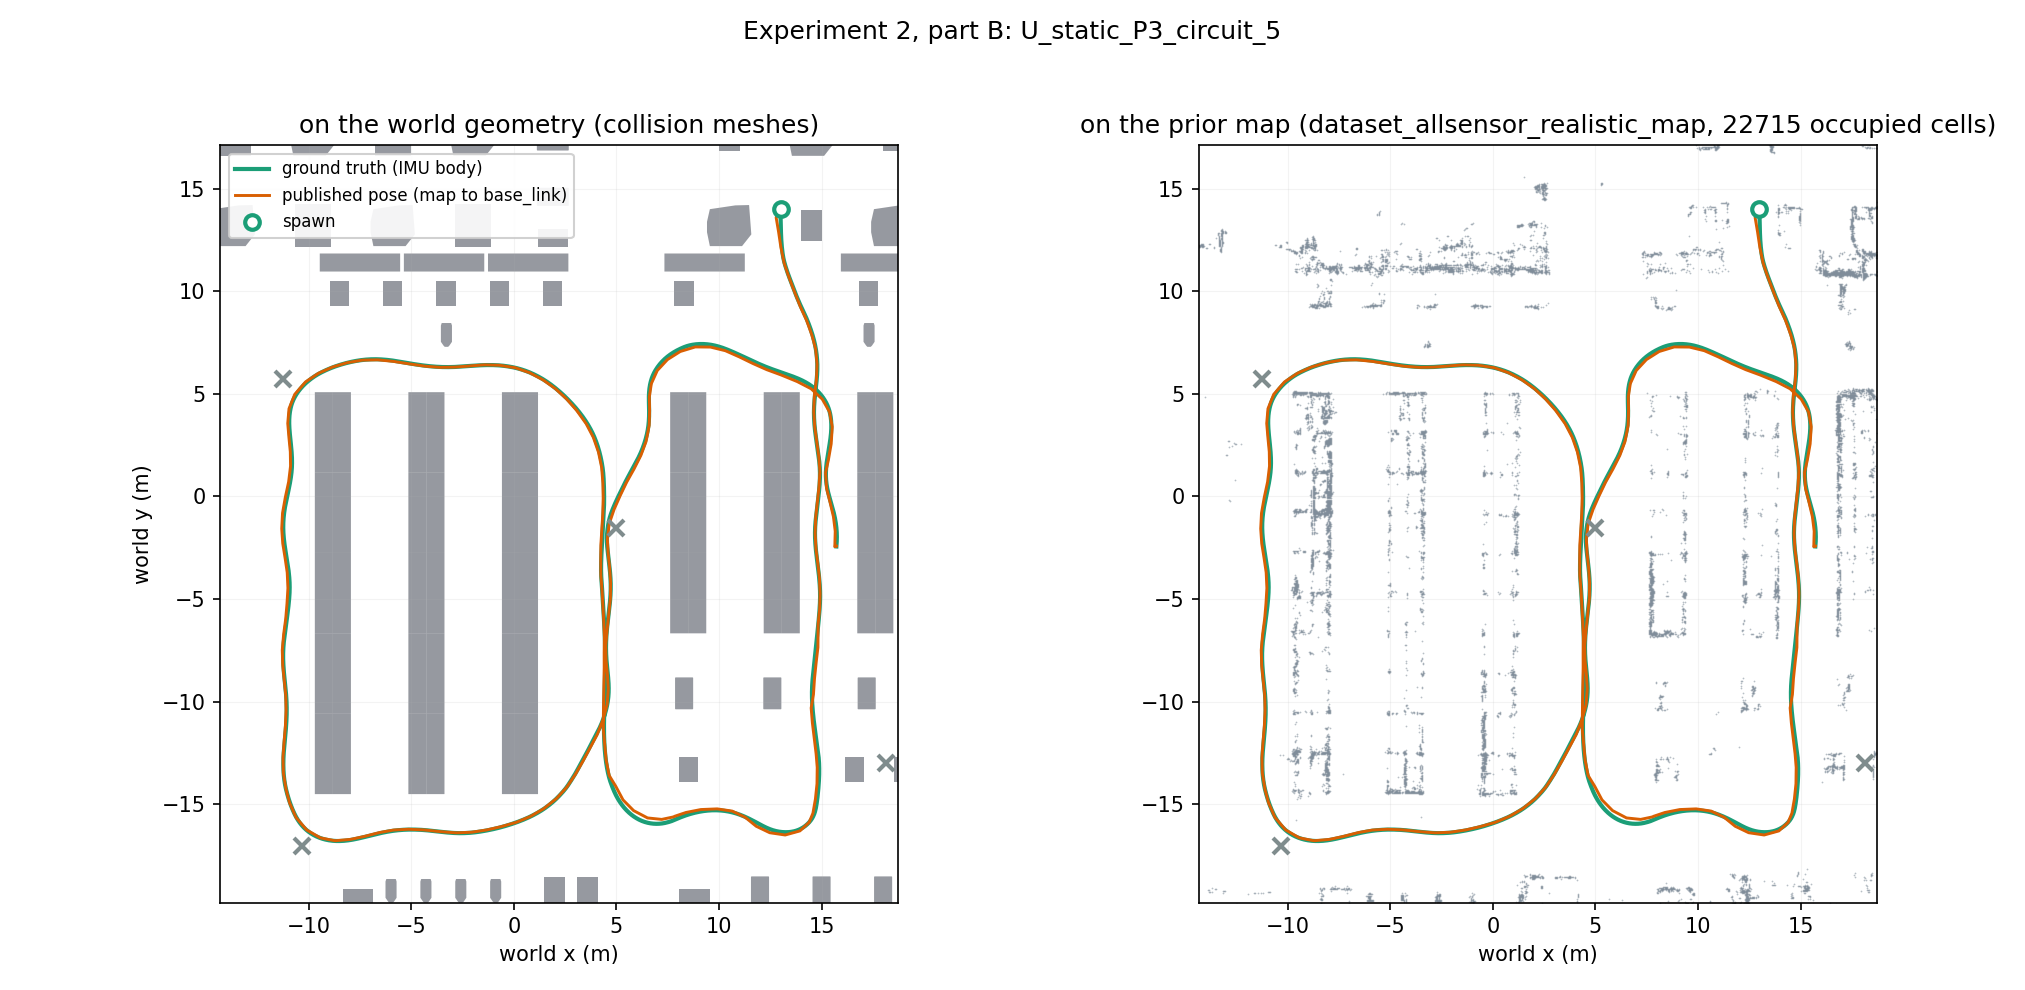 Experiment 2, part B: U_static_P3_circuit_5
on the world geometry (collision meshes)
ground truth (IMU body)
published pose (map to base_link)
spawn
15
10
5
0
−5
−10
−15
world y (m)
−10
−5
0
5
10
15
world x (m)
on the prior map (dataset_allsensor_realistic_map, 22715 occupied cells)
15
10
5
0
−5
−10
−15
−10
−5
0
5
10
15
world x (m)